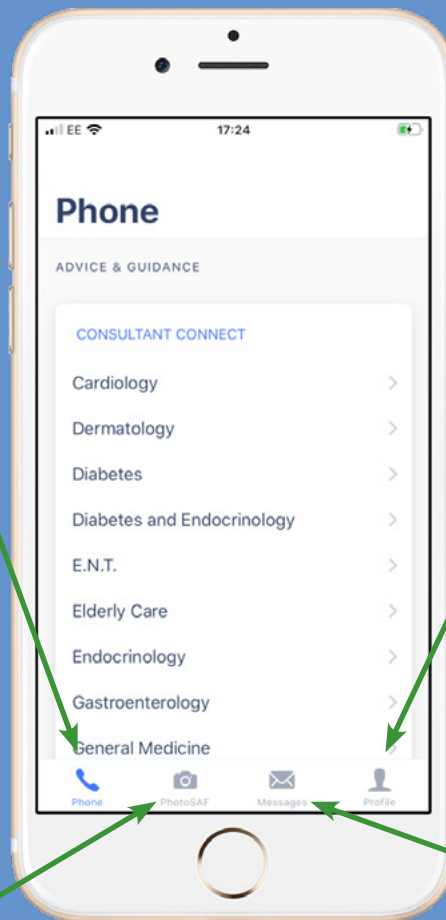 EE 17:24
Phone
ADVICE & GUIDANCE
CONSULTANT CONNECT
Cardiology
Dermatology
Diabetes
Diabetes and Endocrinology
E.N.T.
Elderly Care
Endocrinology
Gastroenterology
General Medicine
Phone PhotoSAF Messages Profile